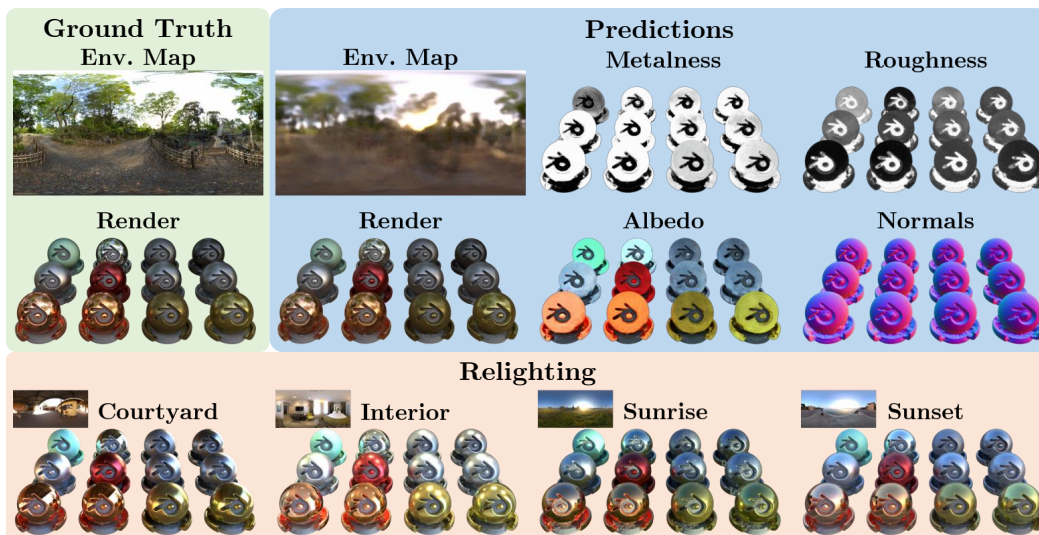 Ground Truth
Env. Map
Render
Predictions
Env. Map
Metalness
Roughness
Render
Albedo
Normals
Relighting
Courtyard
Interior
Sunrise
Sunset